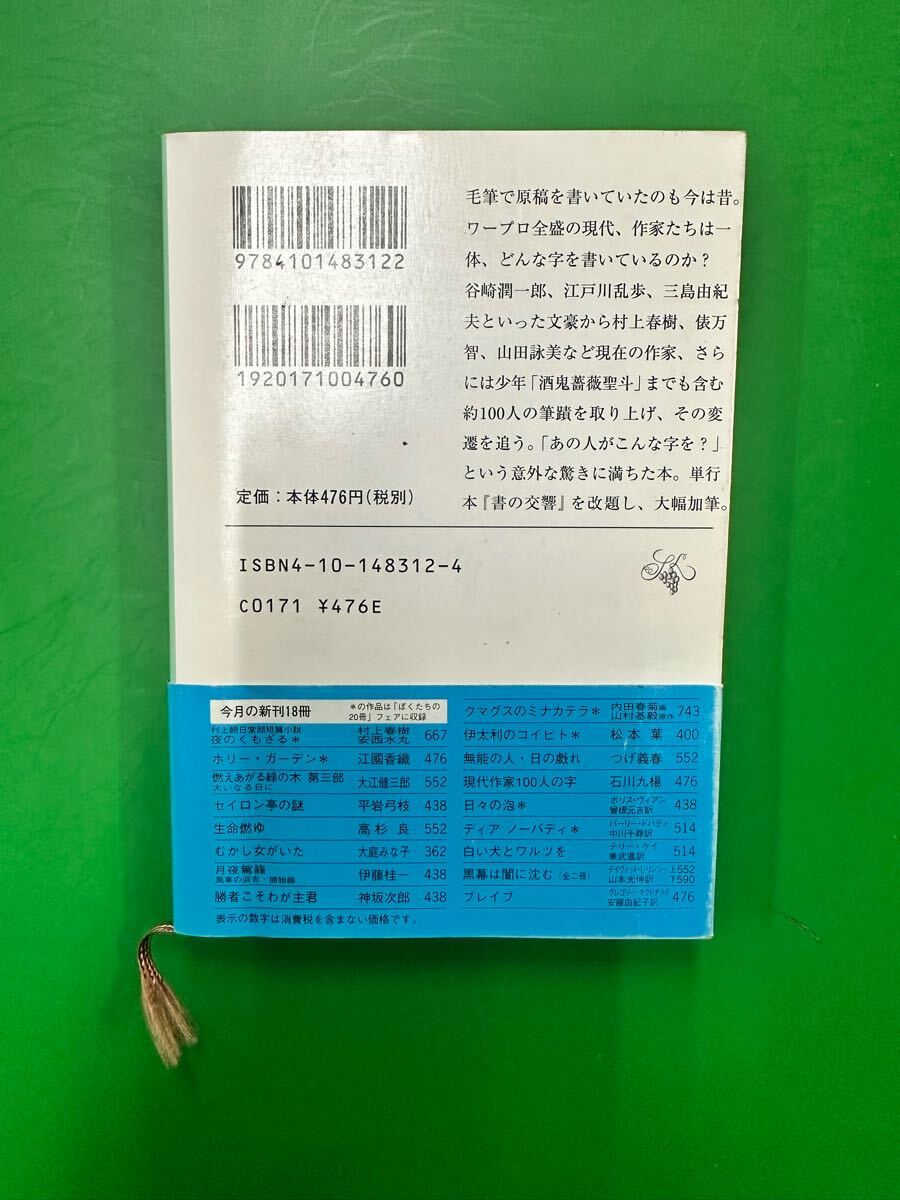 9784101483122
1920171004760
定価：本体476円(税別)
毛筆で原稿を書いていたのも今は昔。
ワープロ全盛の現代、作家たちは一
体、どんな字を書いているのか？
谷崎潤一郎、江戸川乱歩、三島由紀
夫といった文豪から村上春樹、俵万
智、山田詠美など現在の作家、さら
には少年「酒鬼薔薇聖斗」までも含む
約100人の筆蹟を取り上げ、その変
遷を追う。「あの人がこんな字を？」
という意外な驚きに満ちた本。単行
本『書の交響』を改題し、大幅加筆。
ISBN4-10-148312-4
C0171 ¥476E
今月の新刊18冊
＊の作品は「ぼくたちの
20冊」フェアに収録
村上朝日堂超短篇小説
夜のくもざる＊ 村上春樹 安西水丸 667
ホリー・ガーデン＊ 江國香織 476
燃えあがる緑の木 第三部
大いなる日に 大江健三郎 552
セイロン亭の謎 平岩弓枝 438
生命燃ゆ 高杉良 552
むかし女がいた 大庭みな子 362
月夜駕籠
風車の浜吉・捕物綴 伊藤桂一 438
勝者こそわが主君 神坂次郎 438
表示の数字は消費税を含まない価格です。
クマグスのミナカテラ＊ 内田春菊画 山村基毅原作 743
伊太利のコイビト＊ 松本葉 400
無能の人・日の戯れ つげ義春 552
現代作家100人の字 石川九楊 476
日々の泡＊ ボリス・ヴィアン 曾根元吉訳 438
ディア ノーバディ＊ バーリー・ドハティ 中川千尋訳 514
白い犬とワルツを テリー・ケイ 兼武進訳 514
黒幕は闇に沈む（全二冊） デイヴィッド・リンジー 山本光伸訳 上552 下590
ブレイブ グレゴリー・マクドナルド 安藤由紀子訳 476